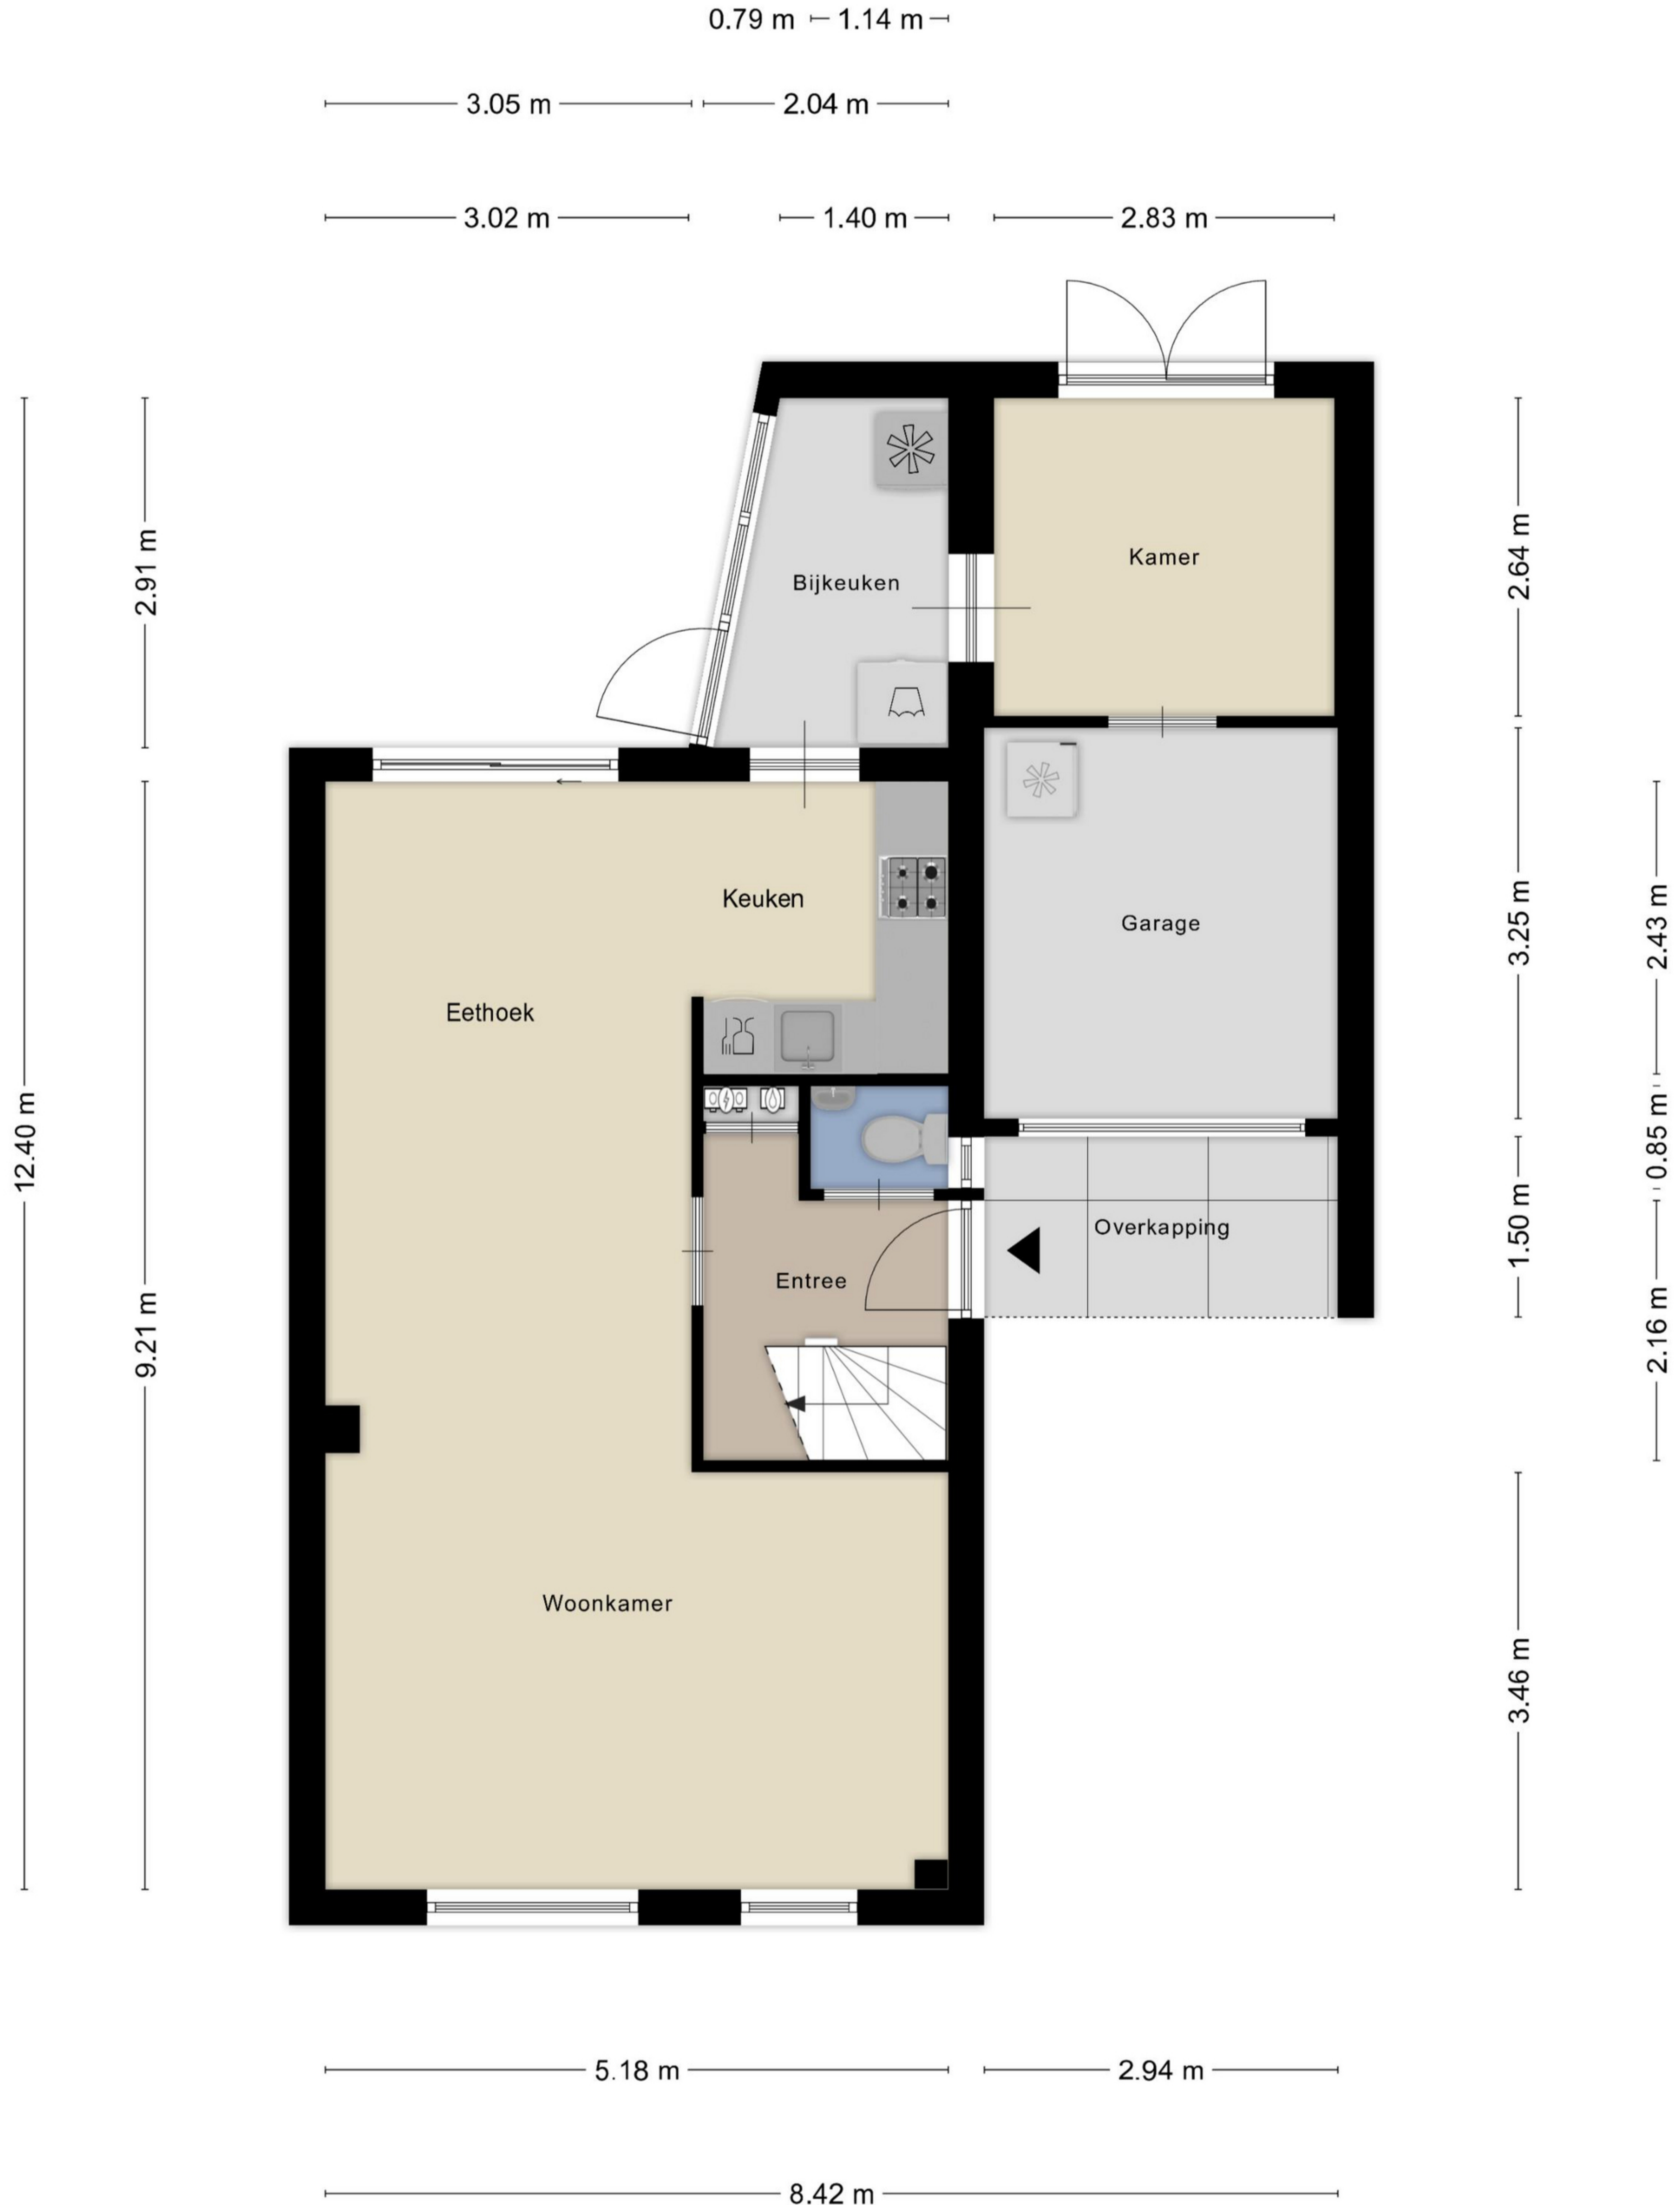 0.79 m 1.14 m
3.05 m 2.04 m
3.02 m 1.40 m 2.83 m
2.91 m
2.64 m
Kamer
Bijkeuken
Keuken
Garage
3.25 m
2.43 m
Eethoek
12.40 m
0.85 m
1.50 m
Overkapping
Entree
9.21 m
2.16 m
Woonkamer
3.46 m
5.18 m 2.94 m
8.42 m